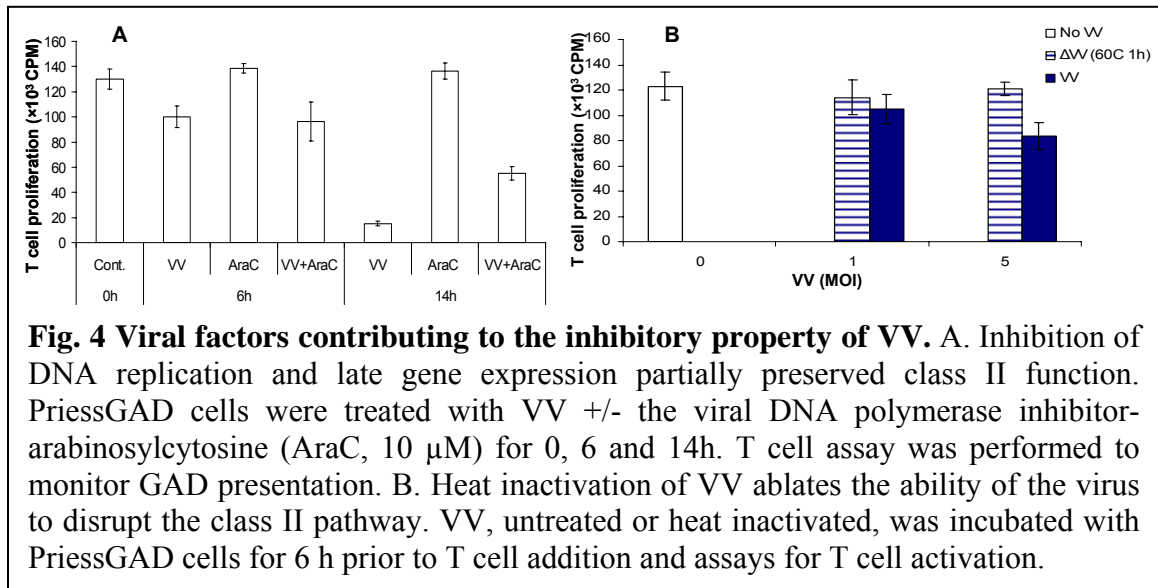 A
T cell proliferation (×10³ CPM)
160
140
120
100
80
60
40
20
0
Cont. VV AraC VV+AraC VV AraC VV+AraC
0h 6h 14h
B
T cell proliferation (×10³ CPM)
160
140
120
100
80
60
40
20
0
0 1 5
VV (MOI)
No VV
ΔVV (60C 1h)
VV
Fig. 4 Viral factors contributing to the inhibitory property of VV. A. Inhibition of
DNA replication and late gene expression partially preserved class II function.
PriessGAD cells were treated with VV +/- the viral DNA polymerase inhibitor-
arabinosylcytosine (AraC, 10 µM) for 0, 6 and 14h. T cell assay was performed to
monitor GAD presentation. B. Heat inactivation of VV ablates the ability of the virus
to disrupt the class II pathway. VV, untreated or heat inactivated, was incubated with
PriessGAD cells for 6 h prior to T cell addition and assays for T cell activation.